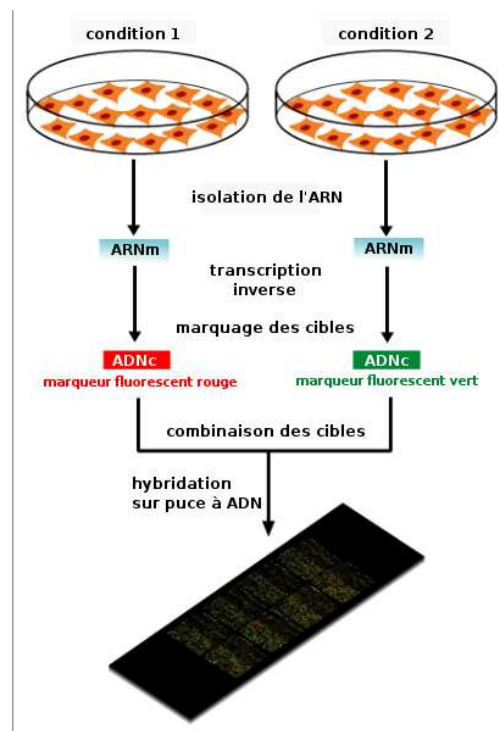 condition 1
condition 2
isolation de l'ARN
ARNm
ARNm
transcription
inverse
marquage des cibles
ADNc
marqueur fluorescent rouge
ADNc
marqueur fluorescent vert
combinaison des cibles
hybridation
sur puce à ADN